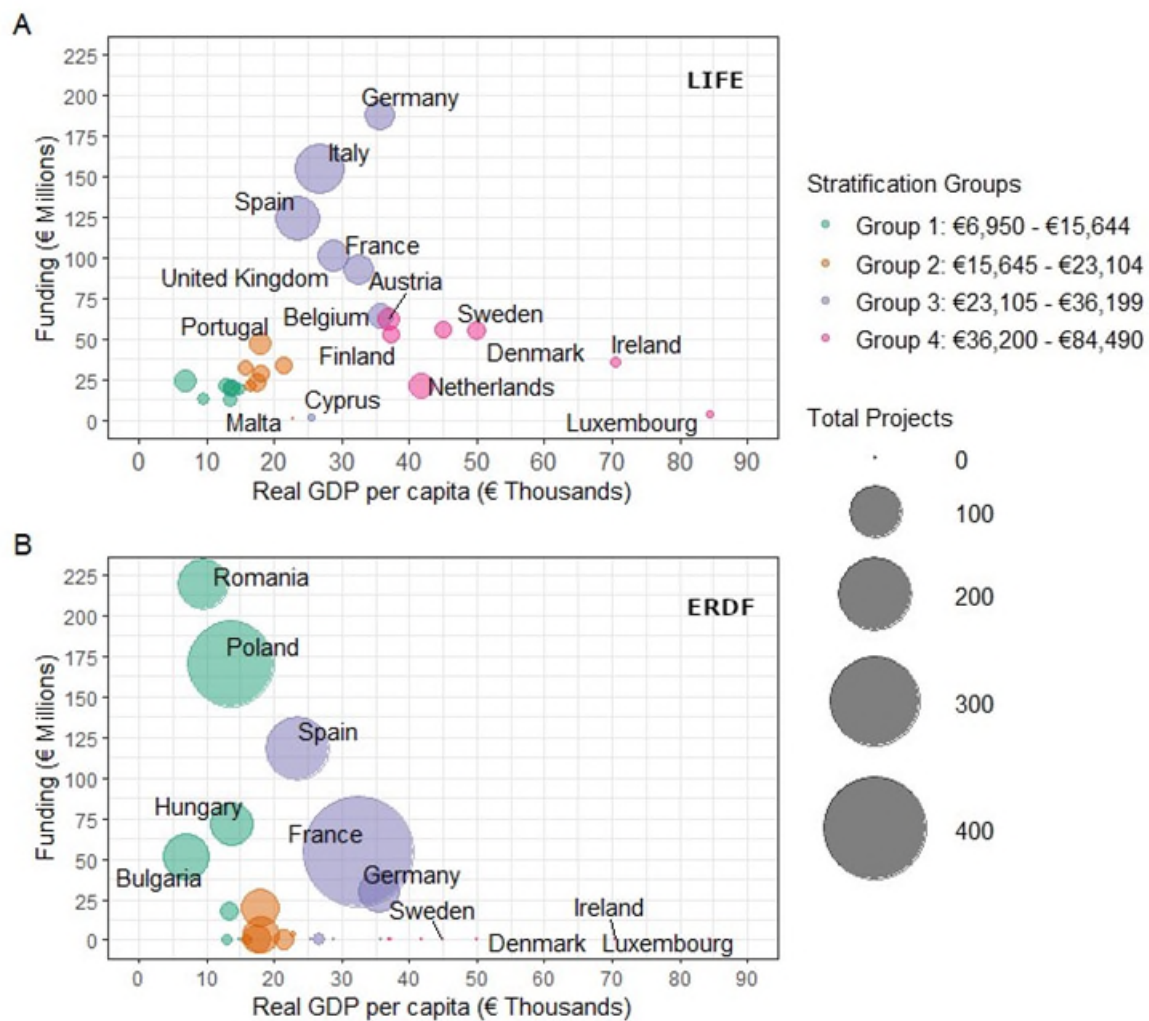 A
LIFE
Funding (€ Millions)
225
200
175
150
125
100
75
50
25
0
Germany
Italy
Spain
France
United Kingdom
Austria
Belgium
Portugal
Sweden
Finland
Denmark
Ireland
Netherlands
Cyprus
Malta
Luxembourg
0 10 20 30 40 50 60 70 80 90
Real GDP per capita (€ Thousands)
Stratification Groups
Group 1: €6,950 - €15,644
Group 2: €15,645 - €23,104
Group 3: €23,105 - €36,199
Group 4: €36,200 - €84,490
Total Projects
0
100
200
300
400
B
ERDF
Funding (€ Millions)
225
200
175
150
125
100
75
50
25
0
Romania
Poland
Spain
Hungary
France
Bulgaria
Germany
Sweden
Ireland
Denmark
Luxembourg
0 10 20 30 40 50 60 70 80 90
Real GDP per capita (€ Thousands)